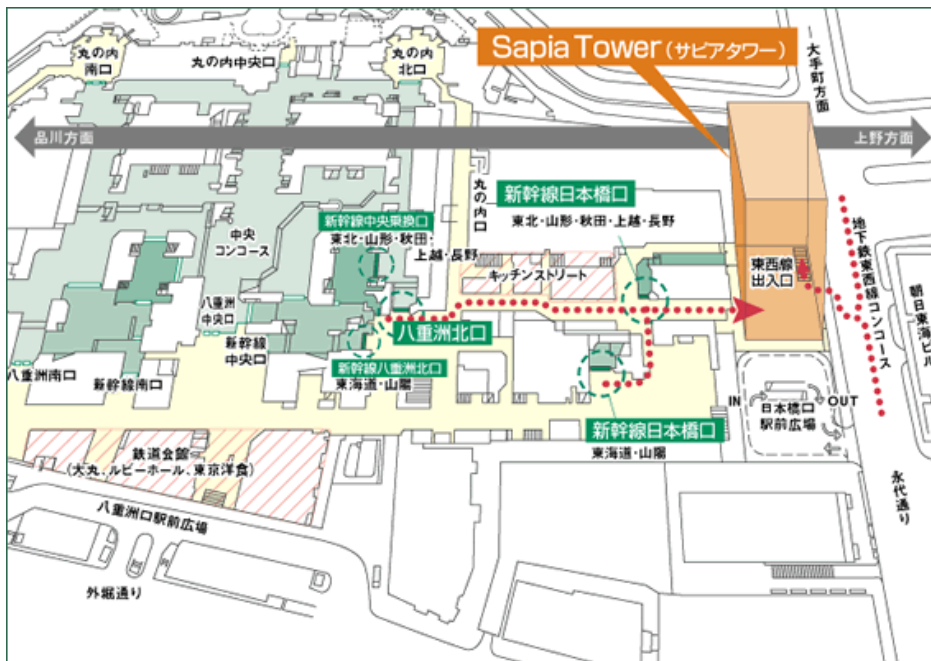 Sapia Tower(サピアタワー)
丸の内
南口
丸の内中央口
丸の内
北口
大手町方面
品川方面
上野方面
丸の内口
新幹線日本橋口
東北・山形・秋田・上越・長野
新幹線中央乗換口
東北・山形・秋田・
上越・長野
中央
コンコース
キッチンストリート
東西線
出入口
地下鉄東西線コンコース
朝日東海ビル
八重洲
中央口
八重洲北口
新幹線
中央口
新幹線八重洲北口
東海道・山陽
八重洲南口
新幹線南口
IN
OUT
日本橋口
駅前広場
新幹線日本橋口
東海道・山陽
鉄道会館
(大丸、ルビーホール、東京洋食)
八重洲口駅前広場
永代通り
外堀通り